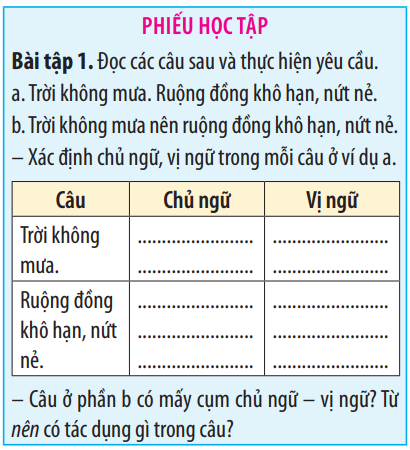 PHIẾU HỌC TẬP
Bài tập 1. Đọc các câu sau và thực hiện yêu cầu.
a. Trời không mưa. Ruộng đồng khô hạn, nứt nẻ.
b. Trời không mưa nên ruộng đồng khô hạn, nứt nẻ.
– Xác định chủ ngữ, vị ngữ trong mỗi câu ở ví dụ a.
Câu Chủ ngữ Vị ngữ
Trời không ........................ ........................
mưa. ........................ ........................
Ruộng đồng ........................ ........................
khô hạn, nứt ........................ ........................
nẻ. ........................ ........................
– Câu ở phần b có mấy cụm chủ ngữ – vị ngữ? Từ
nên có tác dụng gì trong câu?